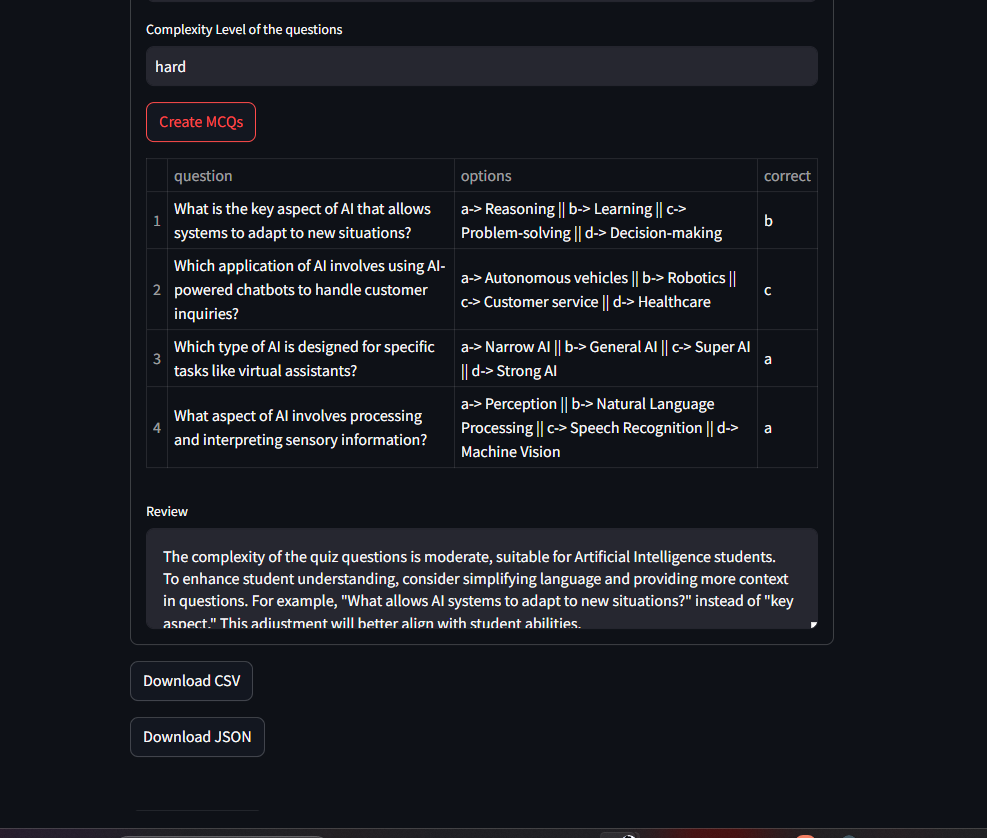 Complexity Level of the questions
hard
Create MCQs
question options correct
1 What is the key aspect of AI that allows systems to adapt to new situations? a-> Reasoning || b-> Learning || c-> Problem-solving || d-> Decision-making b
2 Which application of AI involves using AI-powered chatbots to handle customer inquiries? a-> Autonomous vehicles || b-> Robotics || c-> Customer service || d-> Healthcare c
3 Which type of AI is designed for specific tasks like virtual assistants? a-> Narrow AI || b-> General AI || c-> Super AI || d-> Strong AI a
4 What aspect of AI involves processing and interpreting sensory information? a-> Perception || b-> Natural Language Processing || c-> Speech Recognition || d-> Machine Vision a
Review
The complexity of the quiz questions is moderate, suitable for Artificial Intelligence students.
To enhance student understanding, consider simplifying language and providing more context
in questions. For example, "What allows AI systems to adapt to new situations?" instead of "key
aspect." This adjustment will better align with student abilities.
Download CSV
Download JSON